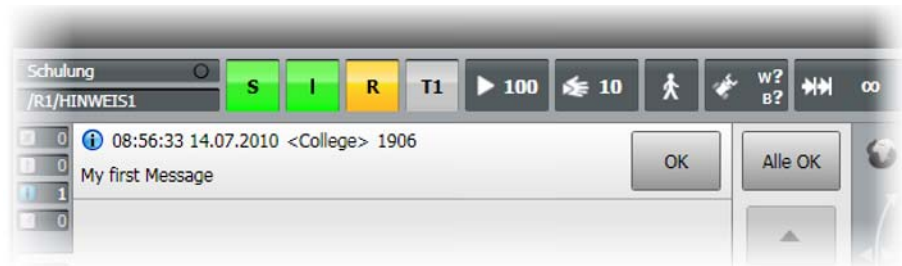 Schulung
/R1/HINWEIS1
S I R T1 100 10 W? B? ∞
0
0
1
0
08:56:33 14.07.2010 <College> 1906
My first Message
OK
Alle OK